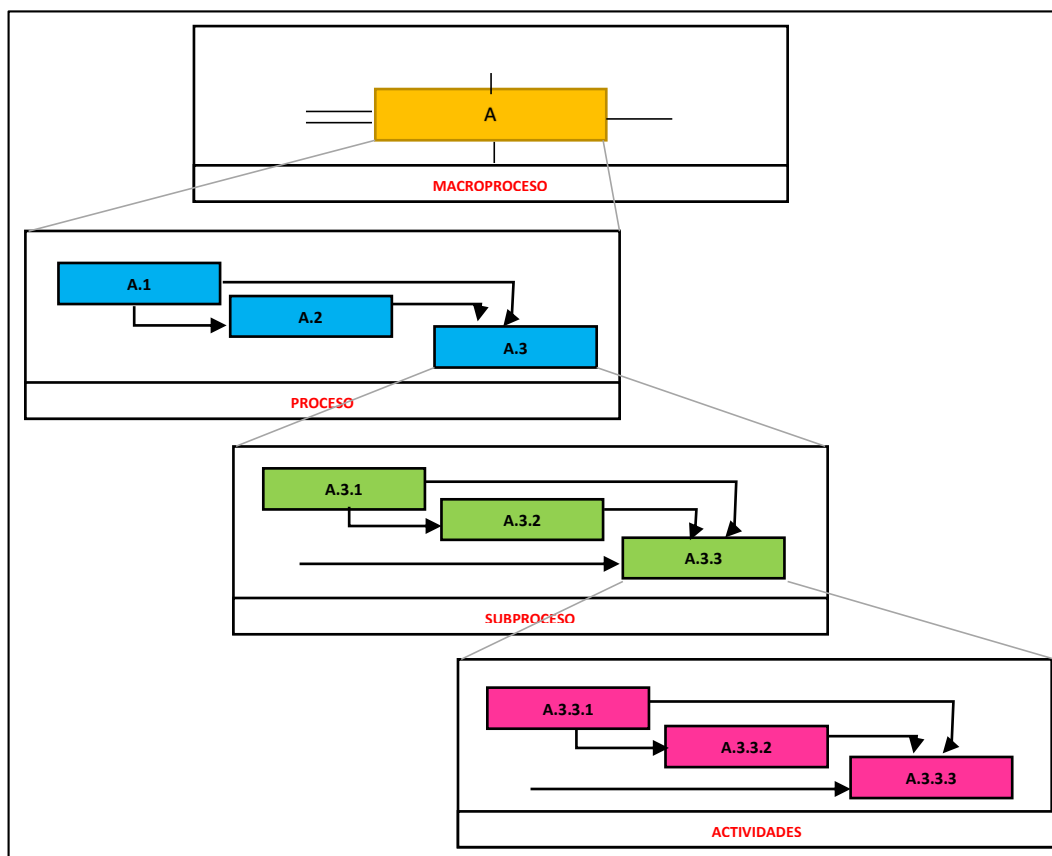 A
MACROPROCESO
A.1
A.2
A.3
PROCESO
A.3.1
A.3.2
A.3.3
SUBPROCESO
A.3.3.1
A.3.3.2
A.3.3.3
ACTIVIDADES